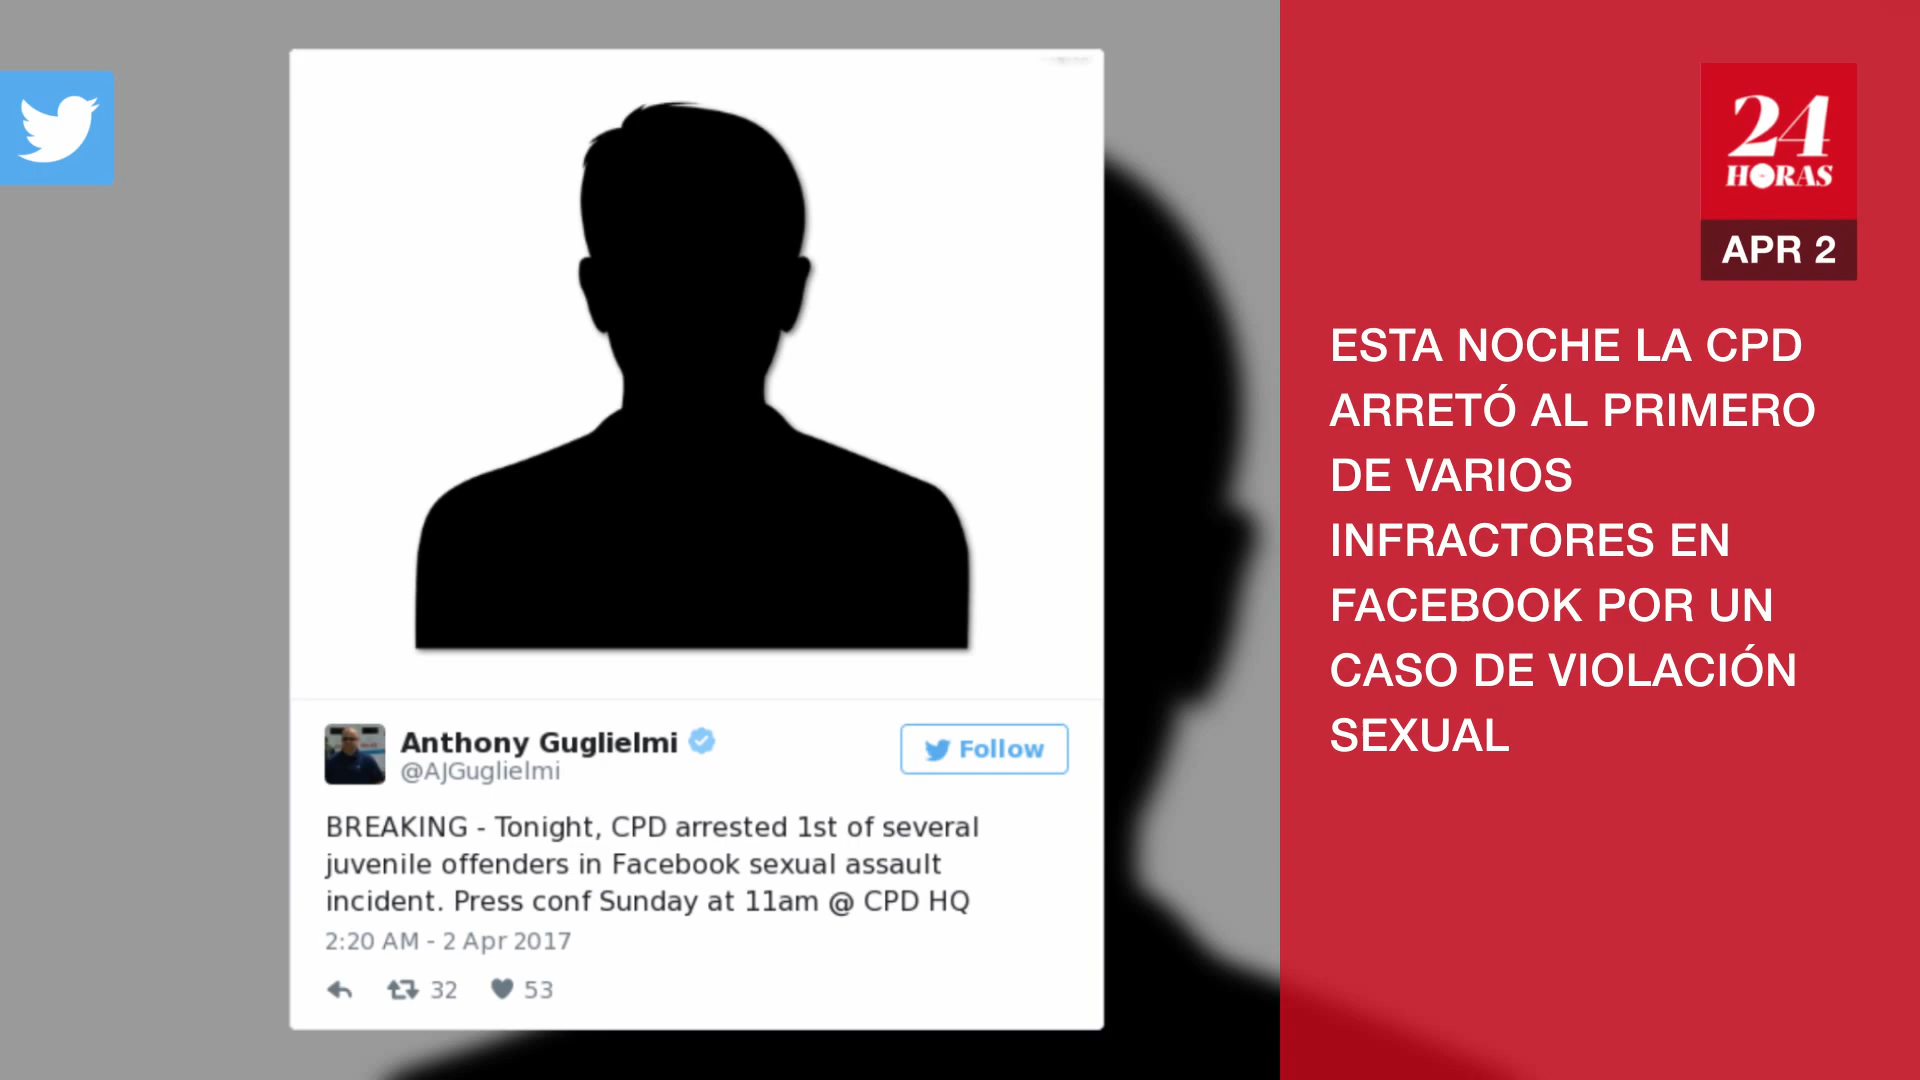 Anthony Guglielmi
@AJGuglielmi
Follow
BREAKING - Tonight, CPD arrested 1st of several
juvenile offenders in Facebook sexual assault
incident. Press conf Sunday at 11am @ CPD HQ
2:20 AM - 2 Apr 2017
32 53
24
HORAS
APR 2
ESTA NOCHE LA CPD
ARRETÓ AL PRIMERO
DE VARIOS
INFRACTORES EN
FACEBOOK POR UN
CASO DE VIOLACIÓN
SEXUAL